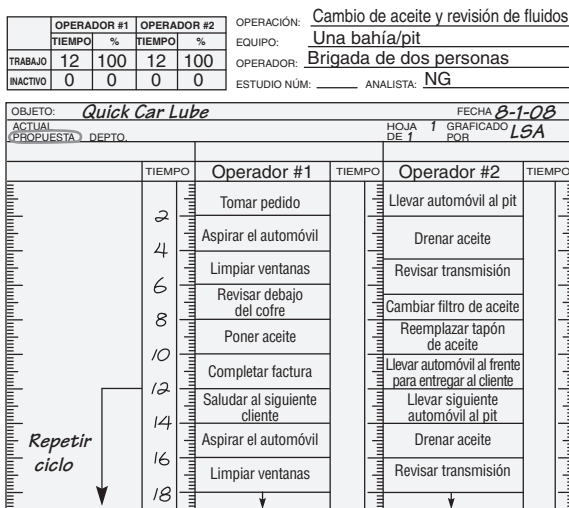 OPERADOR #1 OPERADOR #2
TIEMPO % TIEMPO %
TRABAJO 12 100 12 100
INACTIVO 0 0 0 0
OPERACIÓN: Cambio de aceite y revisión de fluidos
EQUIPO: Una bahía/pit
OPERADOR: Brigada de dos personas
ESTUDIO NÚM: ANALISTA: NG
OBJETO: Quick Car Lube FECHA 8-1-08
ACTUAL
PROPUESTA DEPTO.
HOJA 1 GRAFICADO LSA
DE 1 POR
TIEMPO Operador #1 TIEMPO Operador #2 TIEMPO
Tomar pedido Llevar automóvil al pit
2
Aspirar el automóvil Drenar aceite
4
Limpiar ventanas Revisar transmisión
6
Revisar debajo
del cofre Cambiar filtro de aceite
8
Poner aceite Reemplazar tapón
de aceite
10
Completar factura Llevar automóvil al frente
para entregar al cliente
12
Saludar al siguiente Llevar siguiente
cliente automóvil al pit
14
Repetir Aspirar el automóvil Drenar aceite
ciclo
16
Limpiar ventanas Revisar transmisión
18